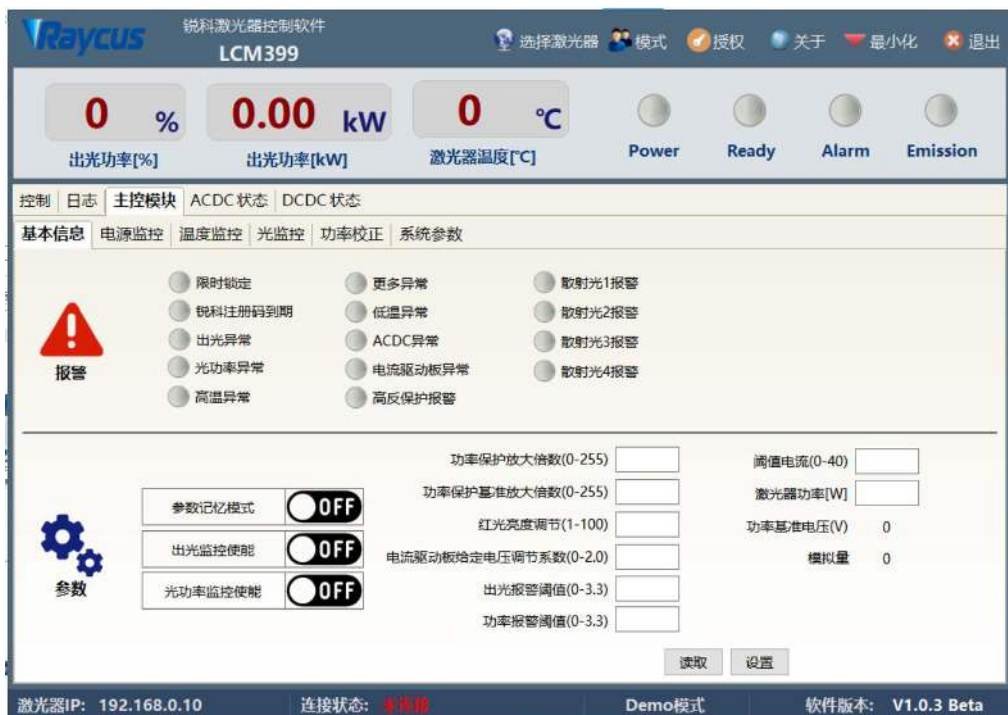 Raycus 锐科激光器控制软件
LCM399
选择激光器 模式 授权 关于 最小化 退出
0 % 0.00 kW 0 ℃
出光功率[%] 出光功率[kW] 激光器温度[℃] Power Ready Alarm Emission
控制 日志 主控模块 ACDC状态 DCDC状态
基本信息 电源监控 温度监控 光监控 功率校正 系统参数
限时锁定 更多异常 散射光1报警
锐科注册码到期 低温异常 散射光2报警
出光异常 ACDC异常 散射光3报警
报警 光功率异常 电流驱动板异常 散射光4报警
高温异常 高反保护报警
功率保护放大倍数(0-255) 阈值电流(0-40)
功率保护基准放大倍数(0-255) 激光器功率[W]
参数记忆模式 OFF 红光亮度调节(1-100) 功率基准电压(V) 0
出光监控使能 OFF 电流驱动板给定电压调节系数(0-2.0) 模拟量 0
参数 光功率监控使能 OFF 出光报警阈值(0-3.3)
功率报警阈值(0-3.3)
读取 设置
激光器IP: 192.168.0.10 连接状态: 未连接 Demo模式 软件版本: V1.0.3 Beta